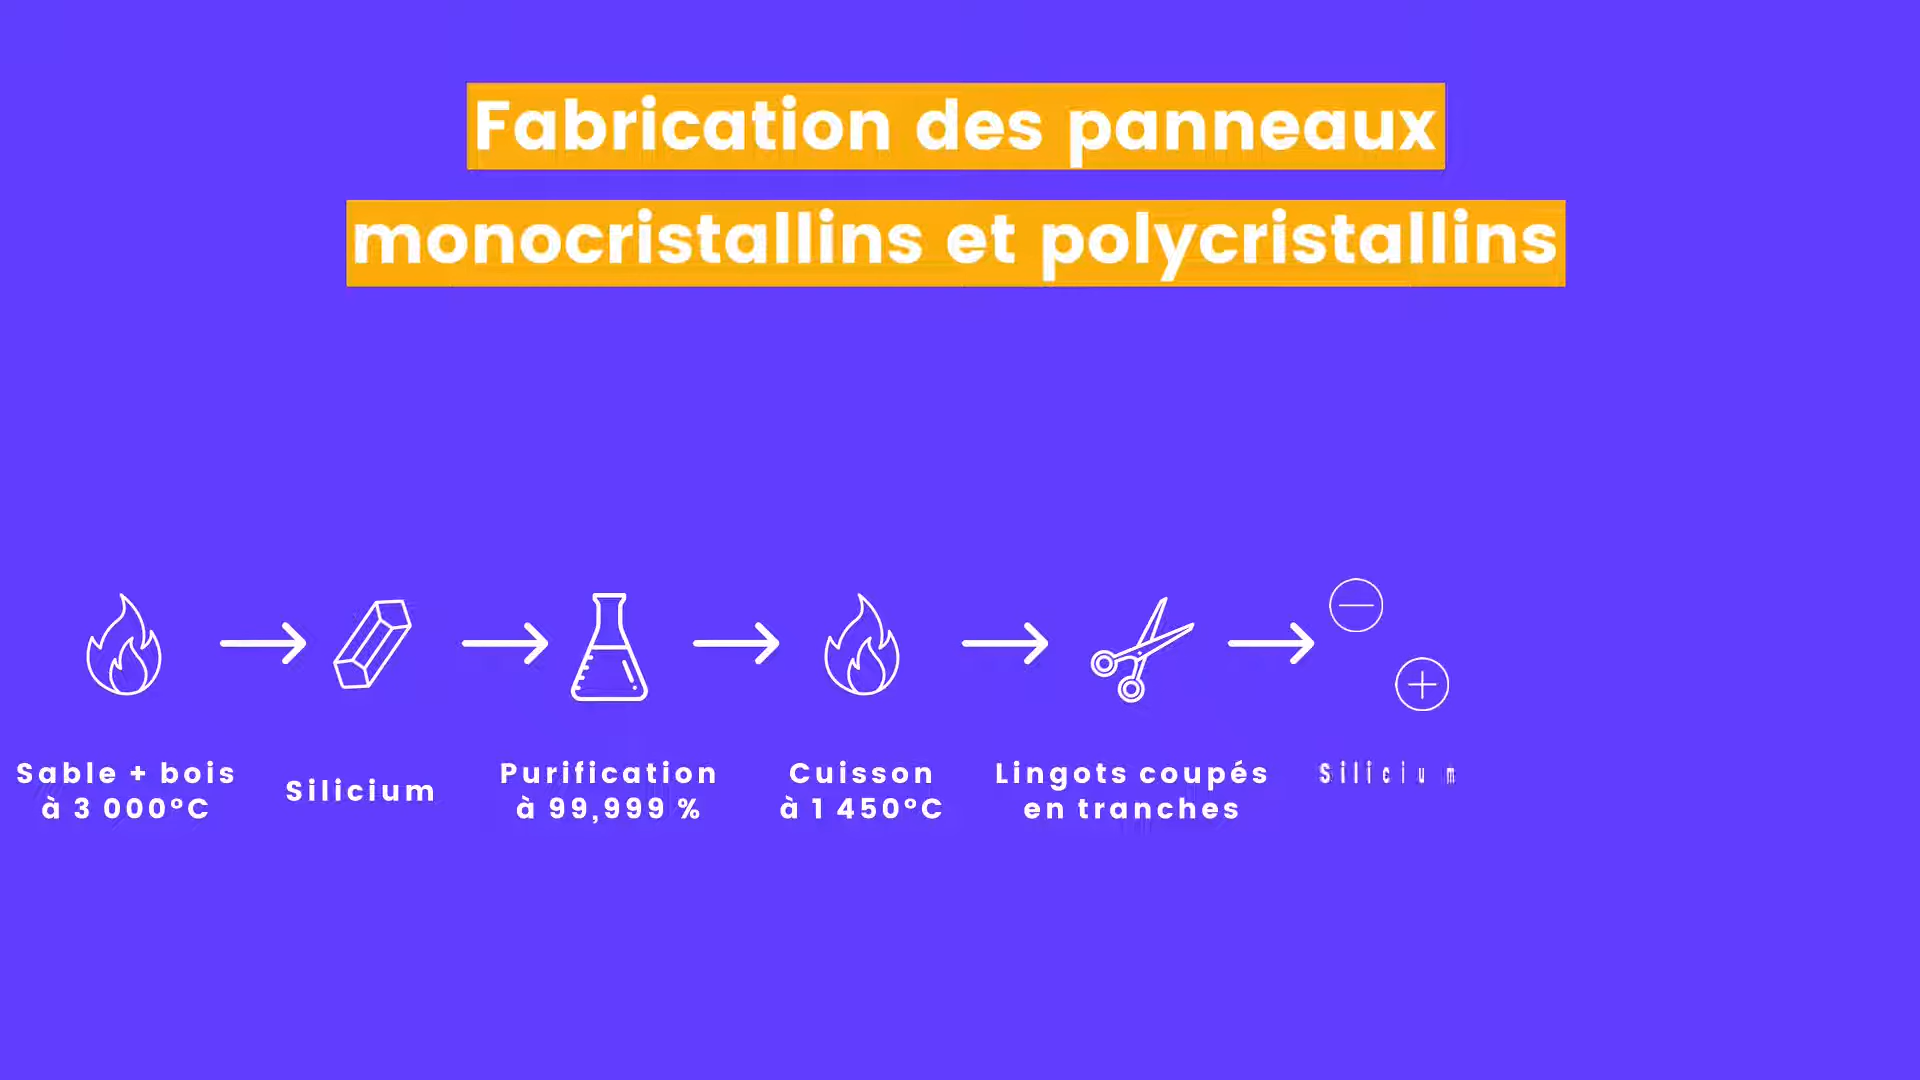 Fabrication des panneaux
monocristallins et polycristallins
Sable + bois
à 3 000°C
Silicium
Purification
à 99,999 %
Cuisson
à 1 450°C
Lingots coupés
en tranches
Silicium